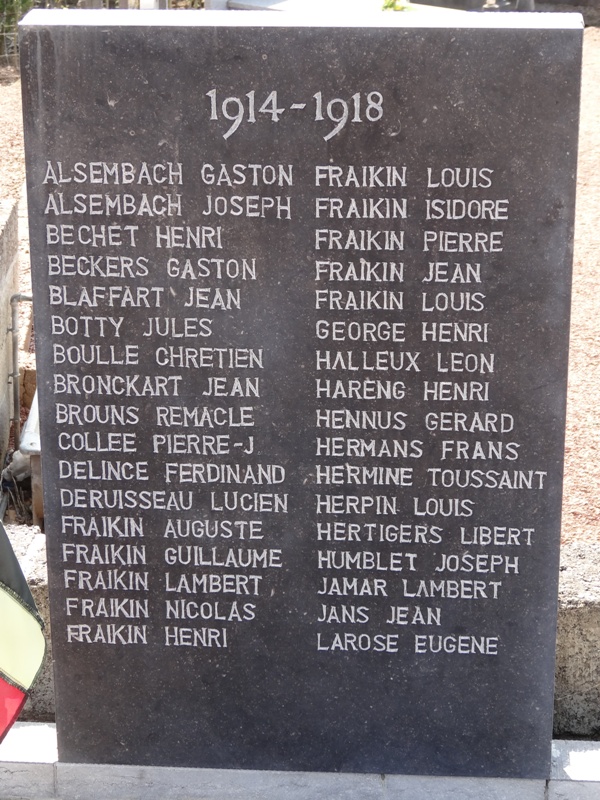 1914-1918
ALSEMBACH GASTON
ALSEMBACH JOSEPH
BECHET HENRI
BECKERS GASTON
BLAFFART JEAN
BOTTY JULES
BOULLE CHRETIEN
BRONCKART JEAN
BROUNS REMACLE
COLLEE PIERRE-J
DELINCE FERDINAND
DERUISSEAU LUCIEN
FRAIKIN AUGUSTE
FRAIKIN GUILLAUME
FRAIKIN LAMBERT
FRAIKIN NICOLAS
FRAIKIN HENRI
FRAIKIN LOUIS
FRAIKIN ISIDORE
FRAIKIN PIERRE
FRAIKIN JEAN
FRAIKIN LOUIS
GEORGE HENRI
HALLEUX LEON
HARENG HENRI
HENNUS GERARD
HERMANS FRANS
HERMINE TOUSSAINT
HERPIN LOUIS
HERTIGERS LIBERT
HUMBLET JOSEPH
JAMAR LAMBERT
JANS JEAN
LAROSE EUGENE